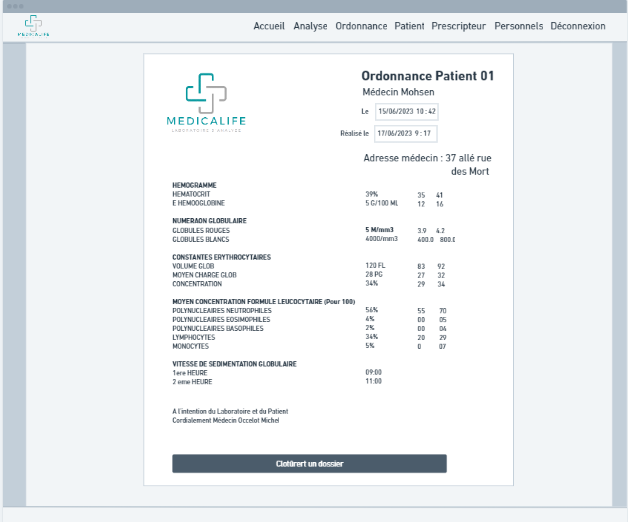 MEDICALIFE
Accueil Analyse Ordonnance Patient Prescripteur Personnels Déconnexion
MEDICALIFE
LABORATOIRE D'ANALYSE
Ordonnance Patient 01
Médecin Mohsen
Le 15/06/2023 10:42
Réalisé le 17/06/2023 9:17
Adresse médecin : 37 allé rue
des Mort
HEMOGRAMME
HEMATOCRIT 39% 35 41
E HEMOOGLOBINE 5 G/100 ML 12 16
NUMERAON GLOBULAIRE
GLOBULES ROUGES 5 M/mm3 3.9 4.2
GLOBULES BLANCS 4000/mm3 400.0 800.0
CONSTANTES ERYTHROCYTAIRES
VOLUME GLOB 120 FL 83 92
MOYEN CHARGE GLOB 28 PG 27 32
CONCENTRATION 34% 29 34
MOYEN CONCENTRATION FORMULE LEUCOCYTAIRE (Pour 100)
POLYNUCLEAIRES NEUTROPHILES 56% 55 70
POLYNUCLEAIRES EOSIMOPHILES 4% 00 05
POLYNUCLEAIRES BASOPHILES 2% 00 04
LYMPHOCYTES 34% 20 29
MONOCYTES 5% 0 07
VITESSE DE SEDIMENTATION GLOBULAIRE
1ere HEURE 09:00
2 eme HEURE 11:00
A l'intention du Laboratoire et du Patient
Cordialement Médecin Occelot Michel
Clotûrert un dossier